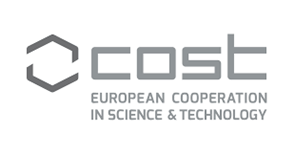 cost
EUROPEAN COOPERATION
IN SCIENCE & TECHNOLOGY